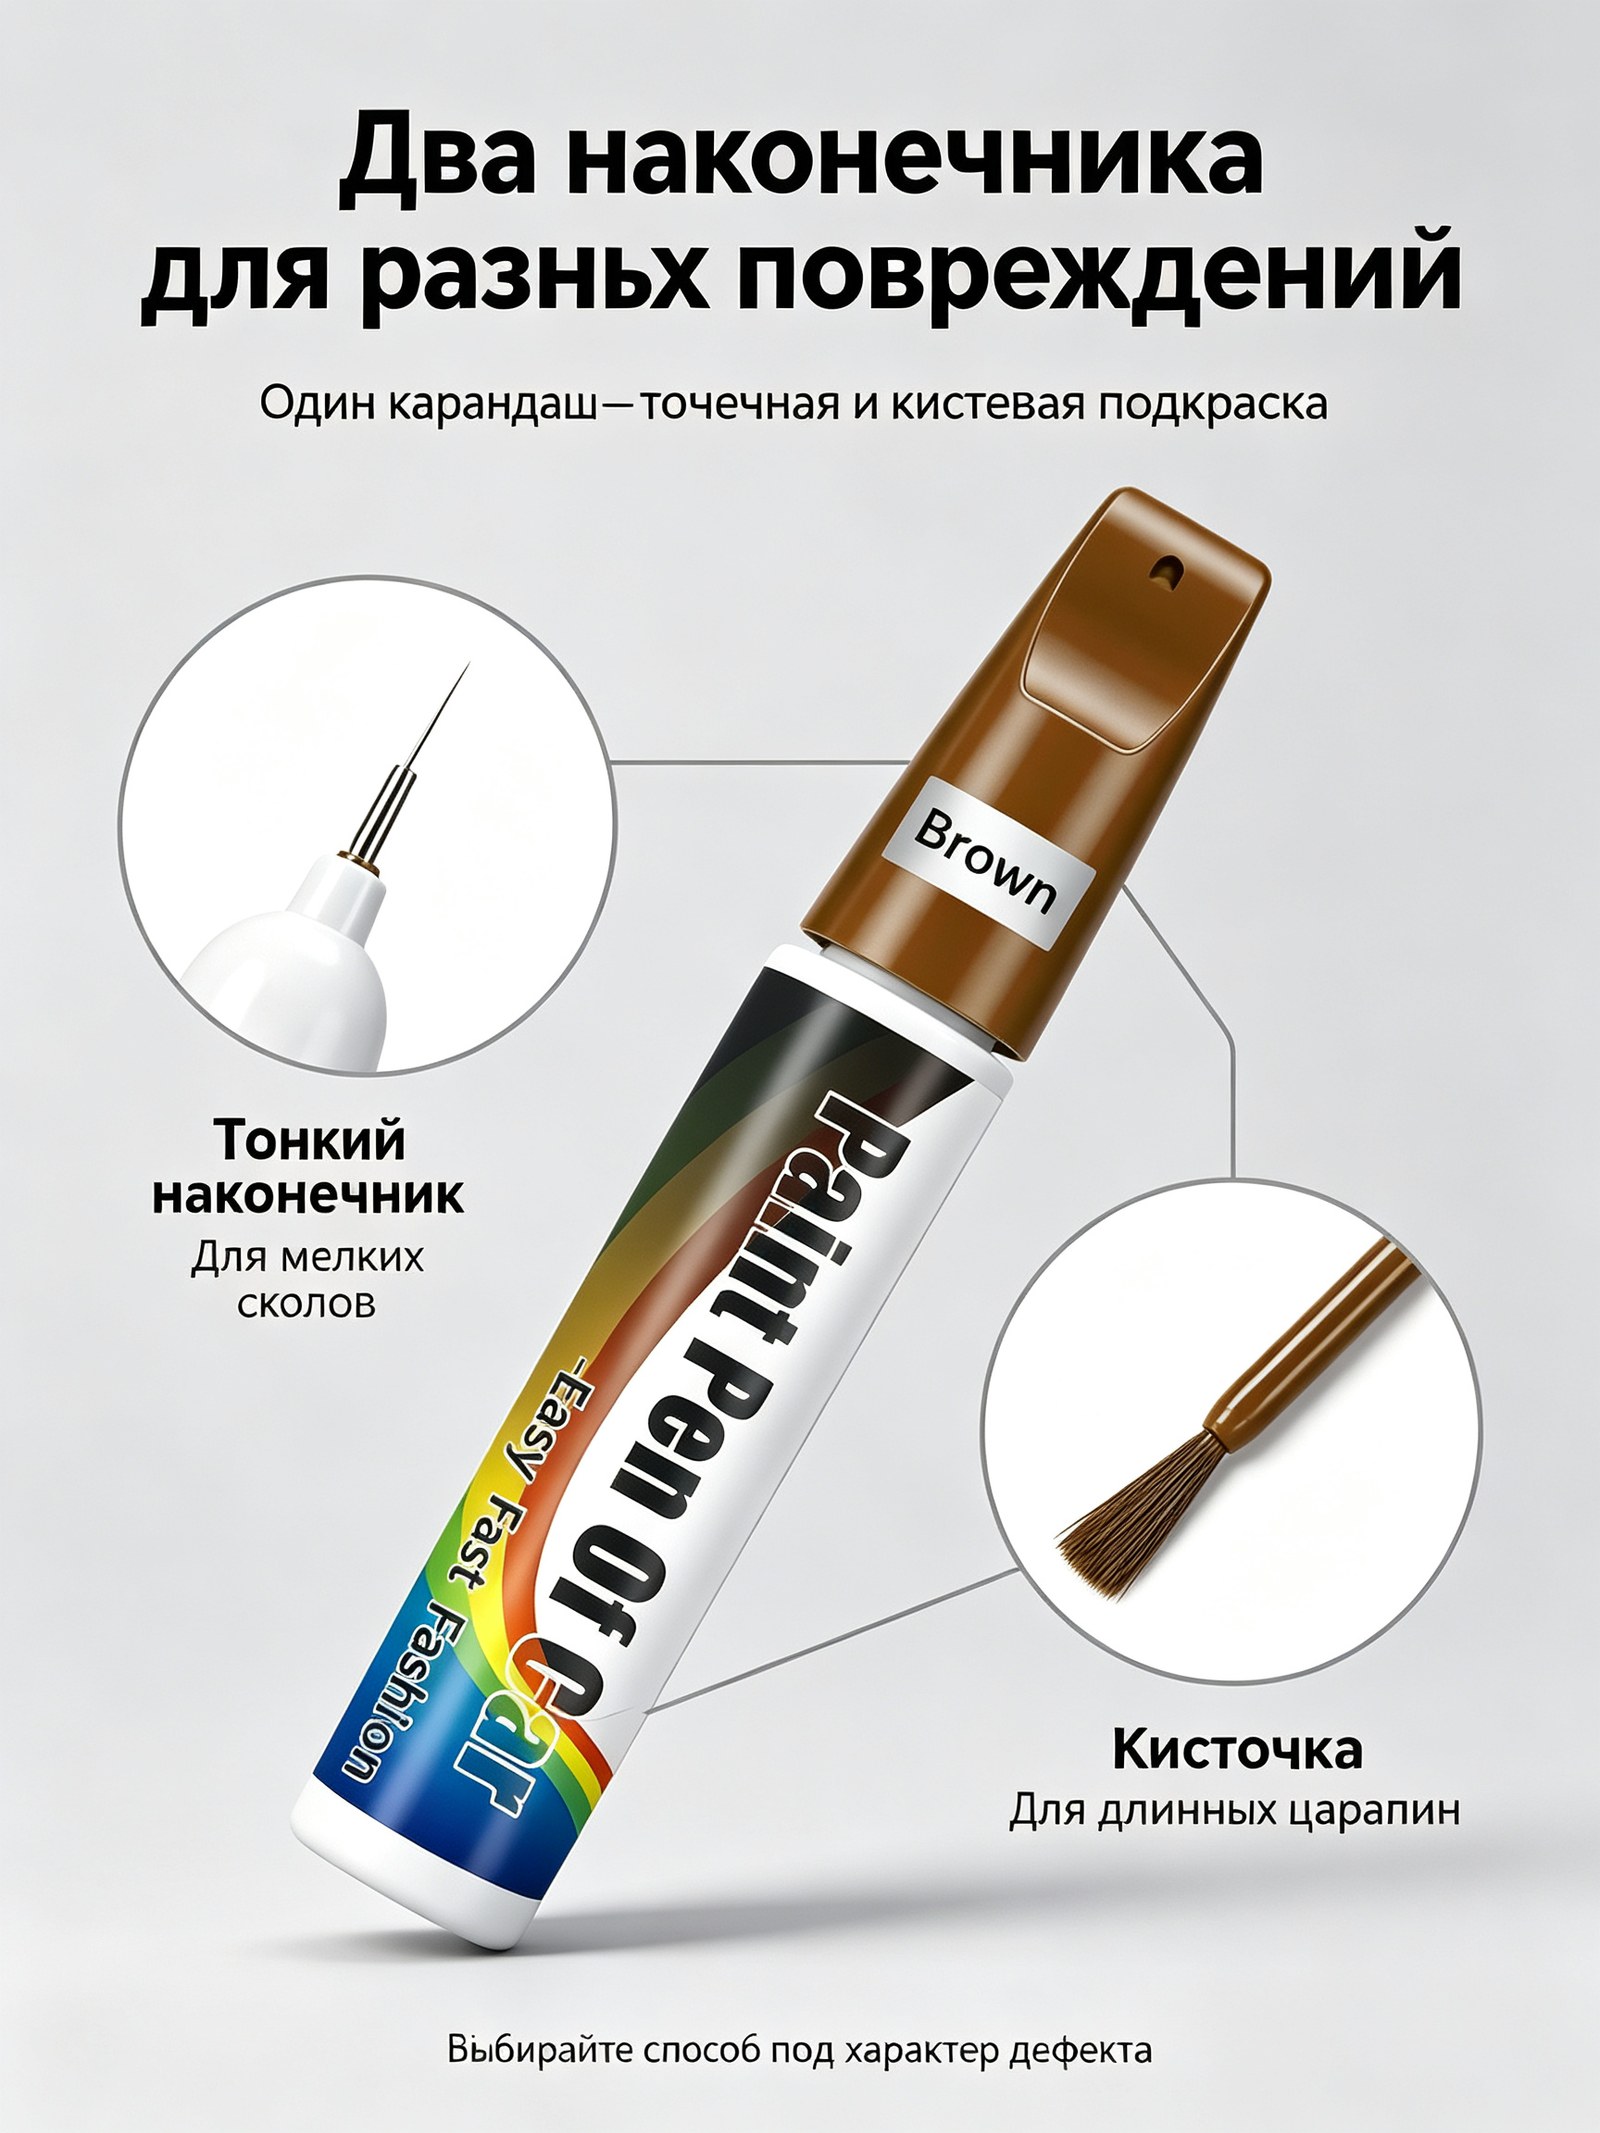 Два наконечника
для разньх повреждений
Один карандаш—точечная и кистевая подкраска
Brown
Paint Pen Of Car
-Easy Fast Fashion
Тонкий
наконечник
Для мелких
сколов
Кисточка
Для длинных царапин
Выбирайте способ под характер дефекта